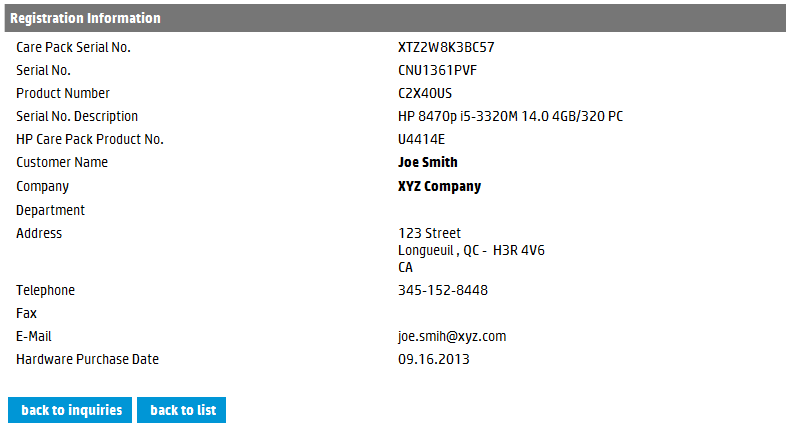 Registration Information
Care Pack Serial No. XTZ2W8K3BC57
Serial No. CNU1361PVF
Product Number C2X40US
Serial No. Description HP 8470p i5-3320M 14.0 4GB/320 PC
HP Care Pack Product No. U4414E
Customer Name Joe Smith
Company XYZ Company
Department
Address 123 Street
Longueuil , QC - H3R 4V6
CA
Telephone 345-152-8448
Fax
E-Mail joe.smih@xyz.com
Hardware Purchase Date 09.16.2013
back to inquiries back to list